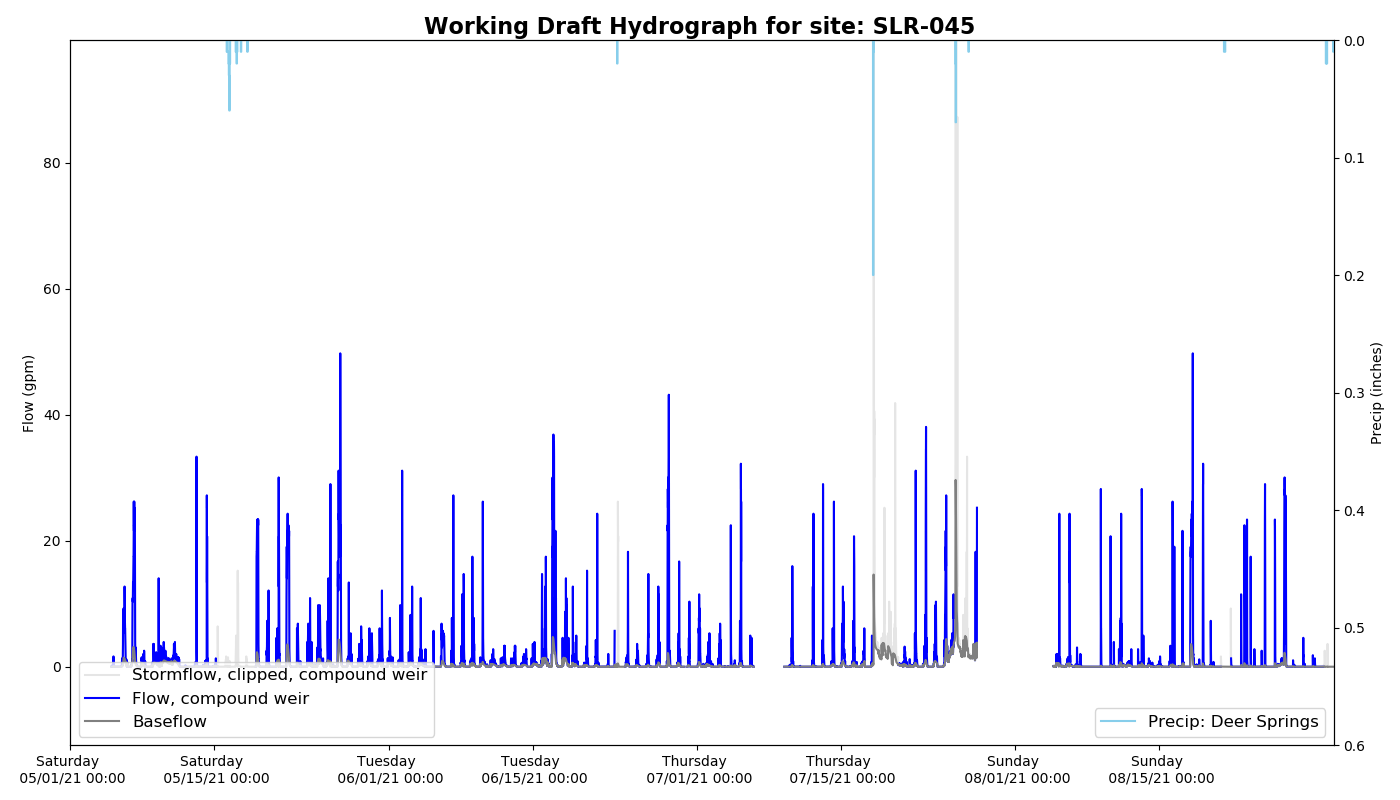 Working Draft Hydrograph for site: SLR-045
Flow (gpm)
80
60
40
20
0
Precip (inches)
0.0
0.1
0.2
0.3
0.4
0.5
0.6
Stormflow, clipped, compound weir
Flow, compound weir
Baseflow
Precip: Deer Springs
Saturday
05/01/21 00:00
Saturday
05/15/21 00:00
Tuesday
06/01/21 00:00
Tuesday
06/15/21 00:00
Thursday
07/01/21 00:00
Thursday
07/15/21 00:00
Sunday
08/01/21 00:00
Sunday
08/15/21 00:00